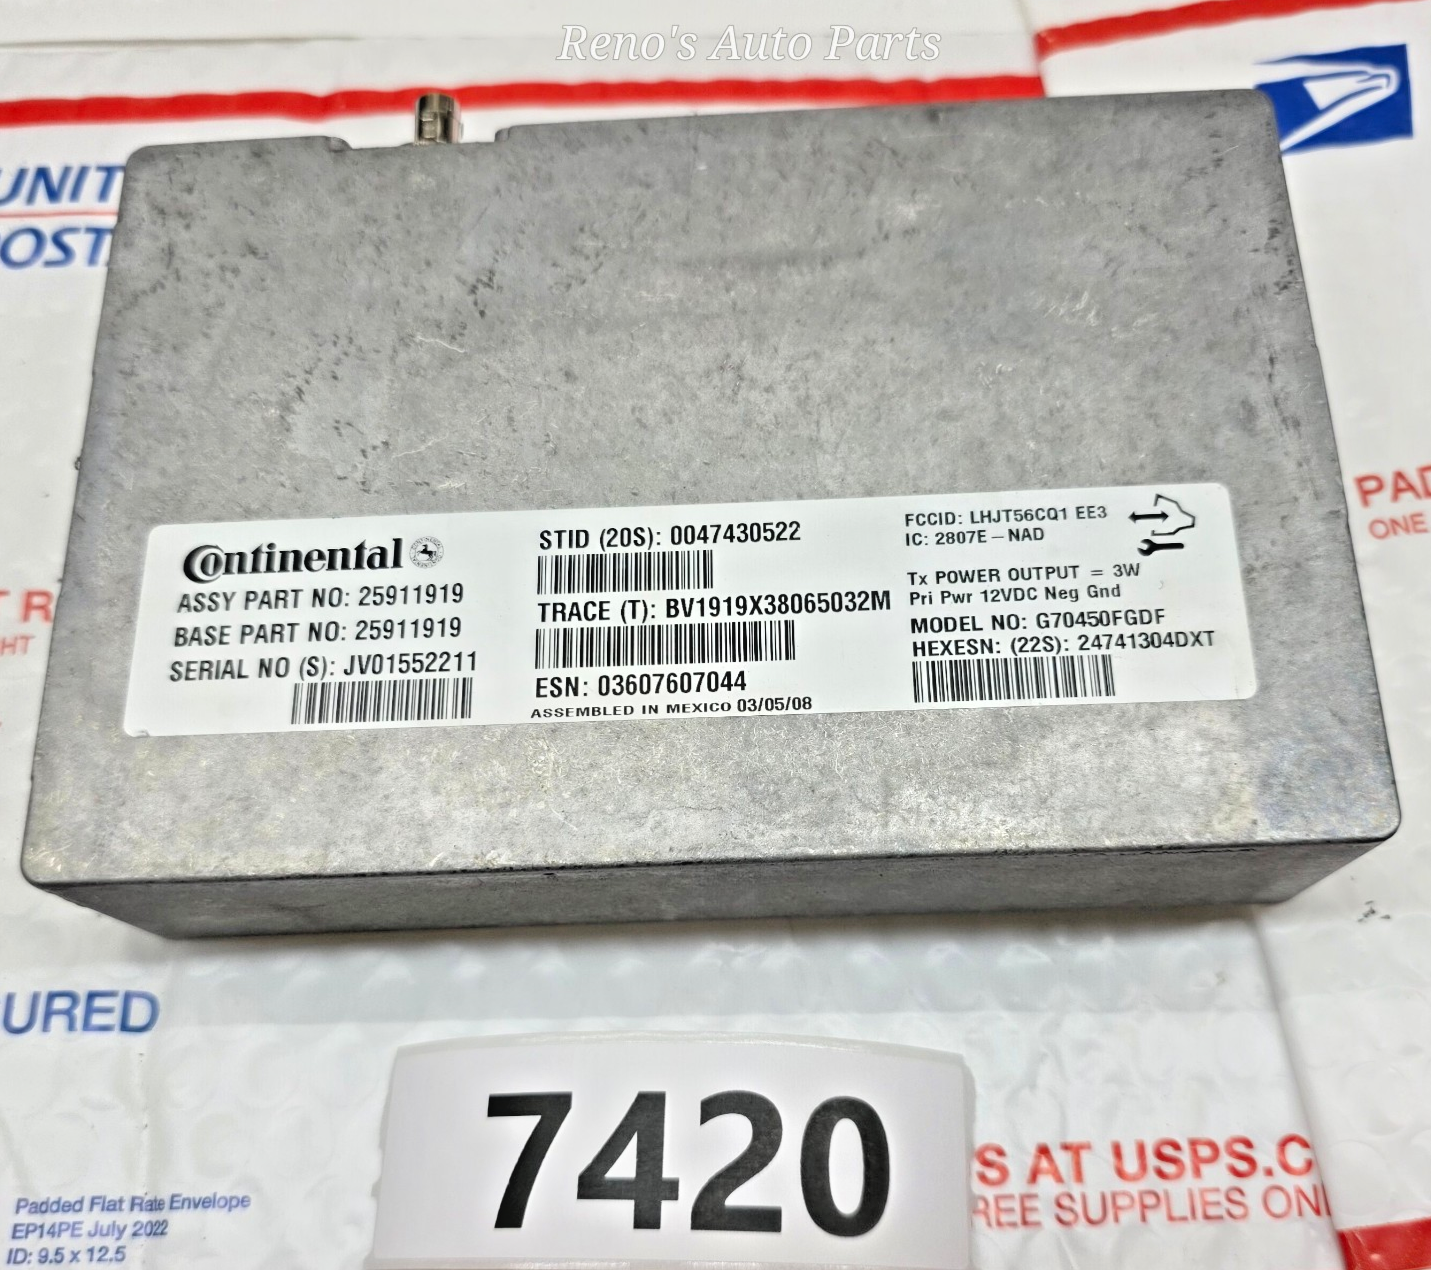 Reno's Auto Parts
UNIT
OST
Continental
ASSY PART NO: 25911919
BASE PART NO: 25911919
SERIAL NO (S): JV01552211
STID (20S): 0047430522
TRACE (T): BV1919X38065032M
ESN: 03607607044
ASSEMBLED IN MEXICO 03/05/08
FCCID: LHJT56CQ1 EE3
IC: 2807E-NAD
Tx POWER OUTPUT = 3W
Pri Pwr 12VDC Neg Gnd
MODEL NO: G70450FGDF
HEXESN: (22S): 24741304DXT
PAD
ONE
T R
HT
URED
7420
S AT USPS.C
REE SUPPLIES ON
Padded Flat Rate Envelope
EP14PE July 2022
ID: 9.5 x 12.5